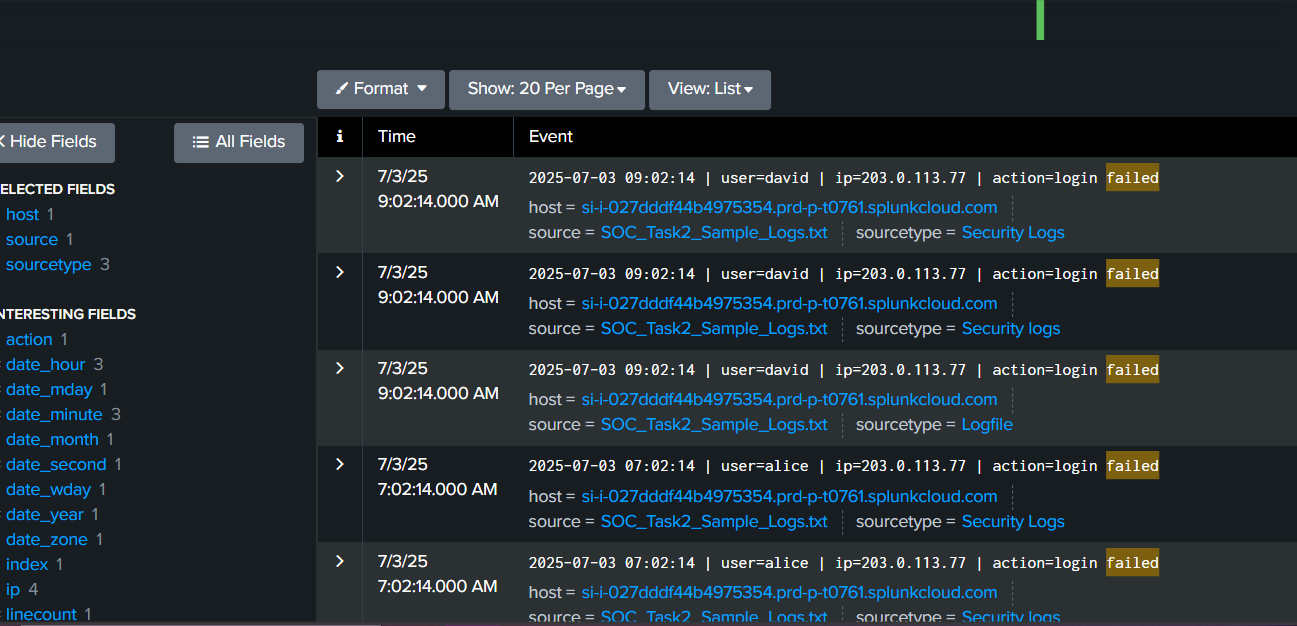 Format
Show: 20 Per Page
View: List
Hide Fields
All Fields
ELECTED FIELDS
host 1
source 1
sourcetype 3
NTERESTING FIELDS
action 1
date_hour 3
date_mday 1
date_minute 3
date_month 1
date_second 1
date_wday 1
date_year 1
date_zone 1
index 1
ip 4
linecount 1
i Time Event
7/3/25
9:02:14.000 AM
2025-07-03 09:02:14 | user=david | ip=203.0.113.77 | action=login failed
host = si-i-027dddf44b4975354.prd-p-t0761.splunkcloud.com
source = SOC_Task2_Sample_Logs.txt sourcetype = Security Logs
7/3/25
9:02:14.000 AM
2025-07-03 09:02:14 | user=david | ip=203.0.113.77 | action=login failed
host = si-i-027dddf44b4975354.prd-p-t0761.splunkcloud.com
source = SOC_Task2_Sample_Logs.txt sourcetype = Security logs
7/3/25
9:02:14.000 AM
2025-07-03 09:02:14 | user=david | ip=203.0.113.77 | action=login failed
host = si-i-027dddf44b4975354.prd-p-t0761.splunkcloud.com
source = SOC_Task2_Sample_Logs.txt sourcetype = Logfile
7/3/25
7:02:14.000 AM
2025-07-03 07:02:14 | user=alice | ip=203.0.113.77 | action=login failed
host = si-i-027dddf44b4975354.prd-p-t0761.splunkcloud.com
source = SOC_Task2_Sample_Logs.txt sourcetype = Security Logs
7/3/25
7:02:14.000 AM
2025-07-03 07:02:14 | user=alice | ip=203.0.113.77 | action=login failed
host = si-i-027dddf44b4975354.prd-p-t0761.splunkcloud.com
source = SOC_Task2_Sample_Logs.txt sourcetype = Security logs